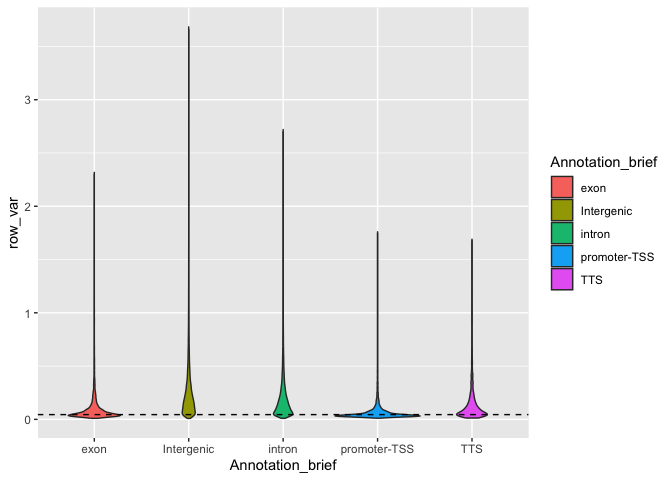 row_var
3
2
1
0
exon Intergenic intron promoter-TSS TTS
Annotation_brief
Annotation_brief
exon
Intergenic
intron
promoter-TSS
TTS